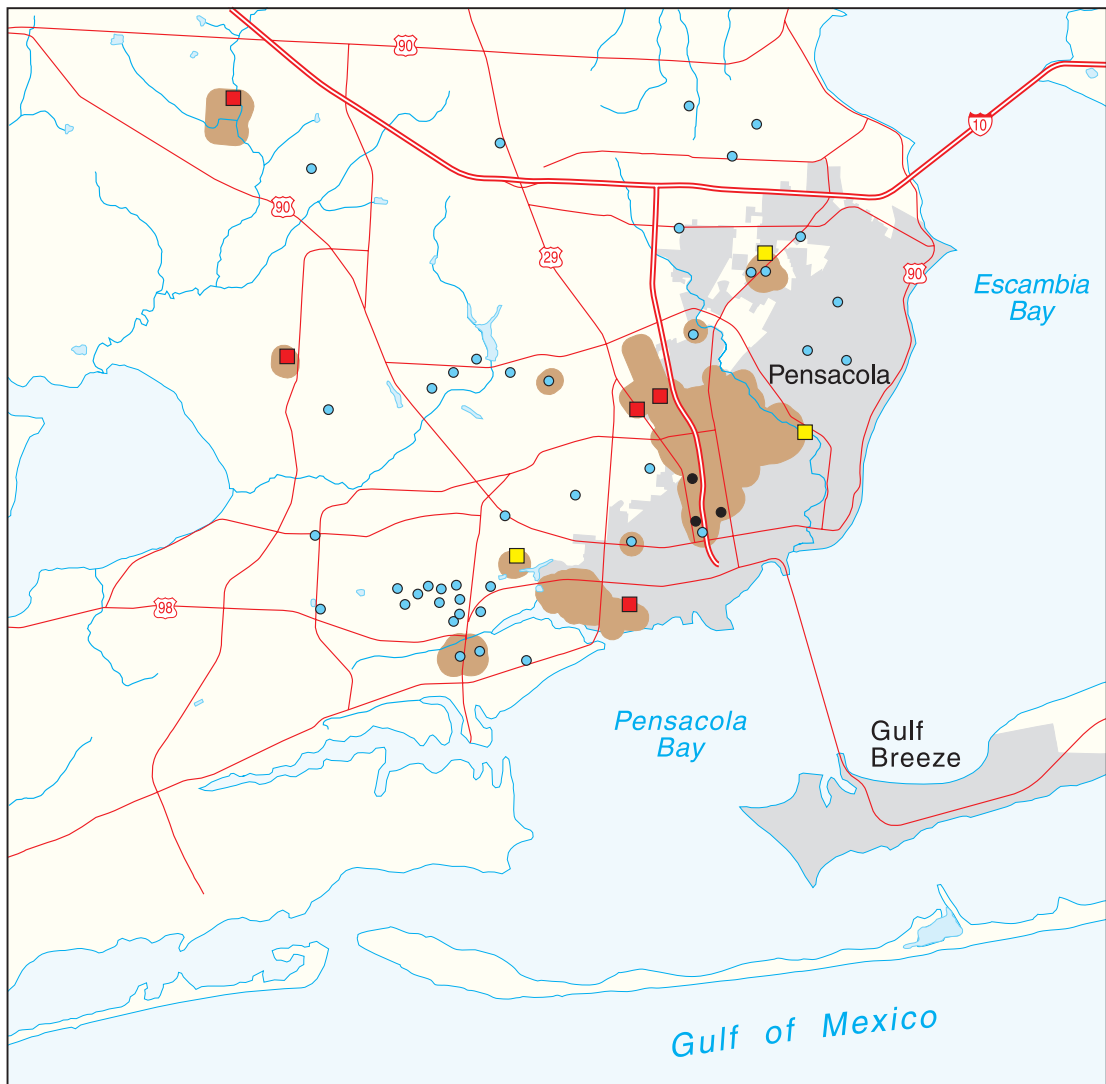 90
10
90
29
90
Escambia
Bay
Pensacola
98
Pensacola
Bay
Gulf
Breeze
Gulf of Mexico